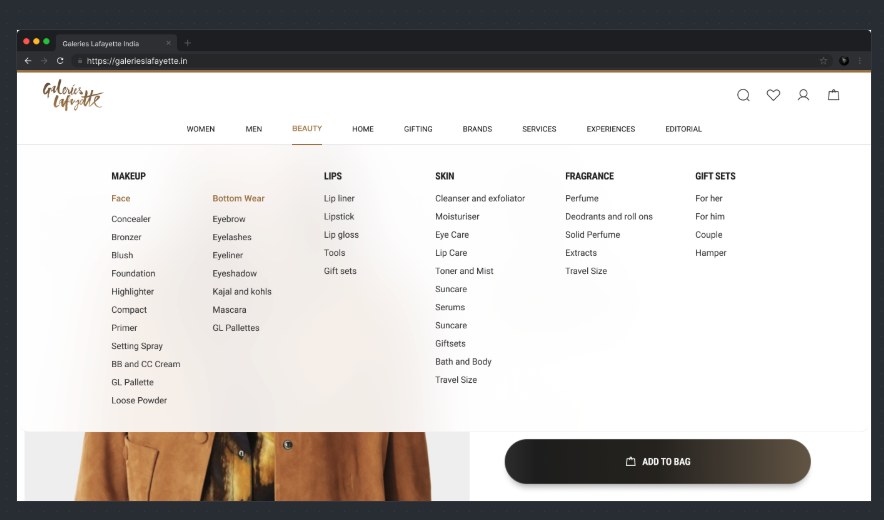 Galeries Lafayette India
https://galerieslafayette.in
Galeries
Lafayette
WOMEN MEN BEAUTY HOME GIFTING BRANDS SERVICES EXPERIENCES EDITORIAL
MAKEUP
Face
Concealer
Bronzer
Blush
Foundation
Highlighter
Compact
Primer
Setting Spray
BB and CC Cream
GL Pallette
Loose Powder
Bottom Wear
Eyebrow
Eyelashes
Eyeliner
Eyeshadow
Kajal and kohls
Mascara
GL Pallettes
LIPS
Lip liner
Lipstick
Lip gloss
Tools
Gift sets
SKIN
Cleanser and exfoliator
Moisturiser
Eye Care
Lip Care
Toner and Mist
Suncare
Serums
Suncare
Giftsets
Bath and Body
Travel Size
FRAGRANCE
Perfume
Deodrants and roll ons
Solid Perfume
Extracts
Travel Size
GIFT SETS
For her
For him
Couple
Hamper
ADD TO BAG